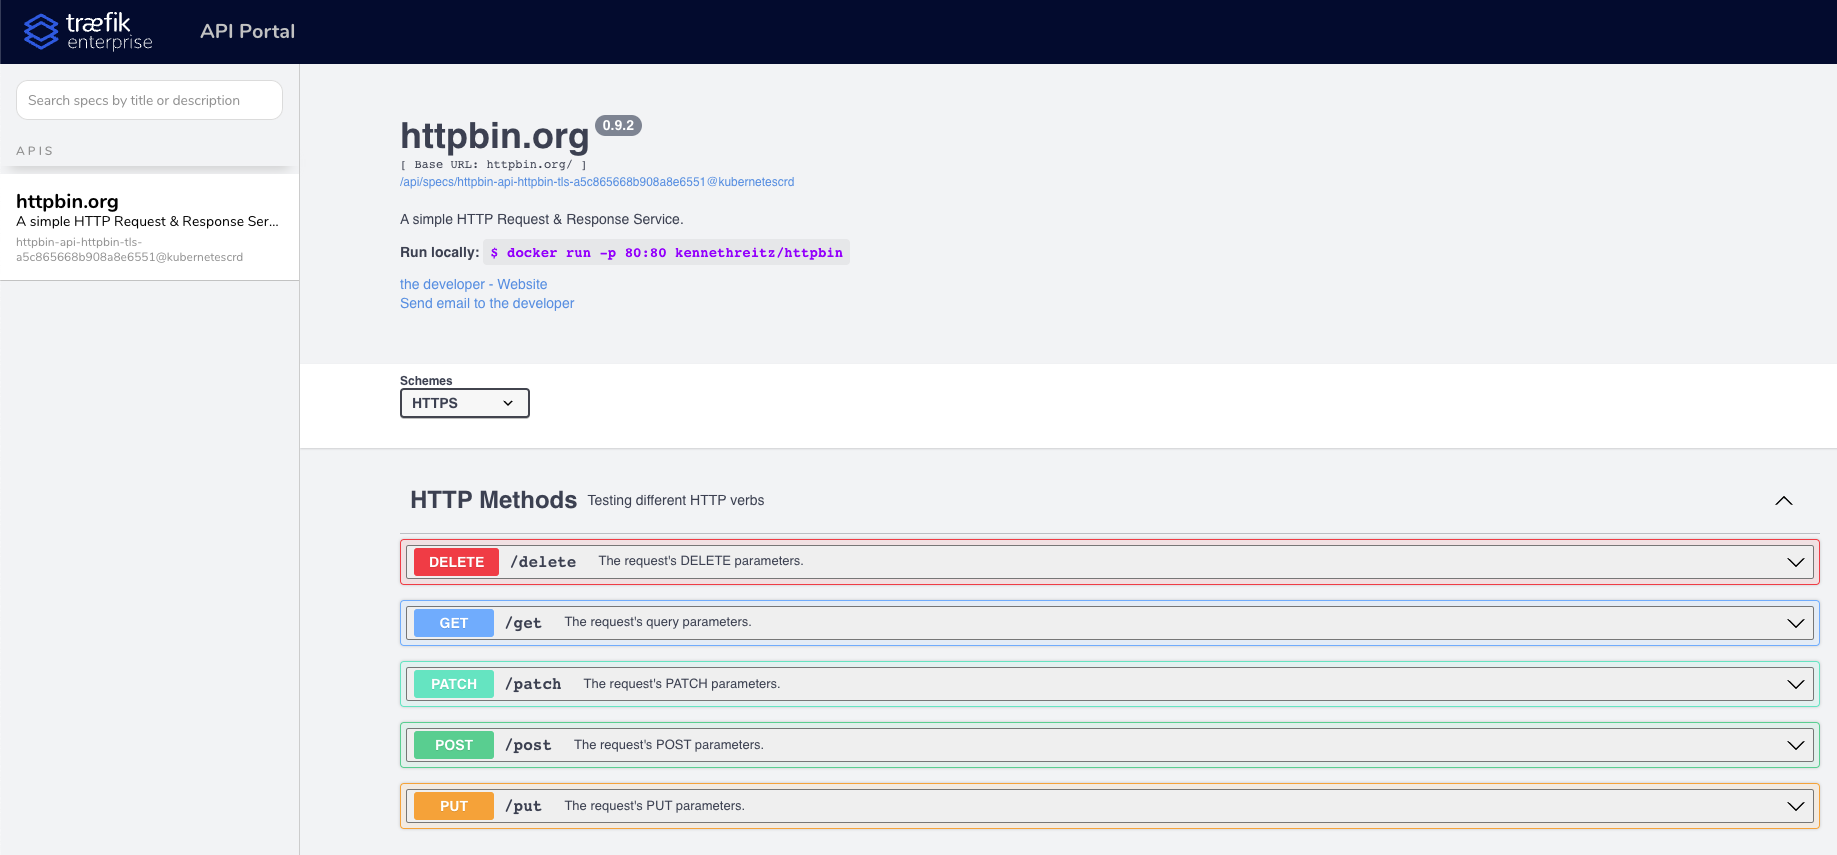 træfik
enterprise
API Portal
Search specs by title or description
APIS
httpbin.org
A simple HTTP Request & Response Ser...
httpbin-api-httpbin-tls-
a5c865668b908a8e6551@kubernetescrd
httpbin.org 0.9.2
[ Base URL: httpbin.org/ ]
/api/specs/httpbin-api-httpbin-tls-a5c865668b908a8e6551@kubernetescrd
A simple HTTP Request & Response Service.
Run locally: $ docker run -p 80:80 kennethreitz/httpbin
the developer - Website
Send email to the developer
Schemes
HTTPS
HTTP Methods Testing different HTTP verbs
DELETE /delete The request's DELETE parameters.
GET /get The request's query parameters.
PATCH /patch The request's PATCH parameters.
POST /post The request's POST parameters.
PUT /put The request's PUT parameters.